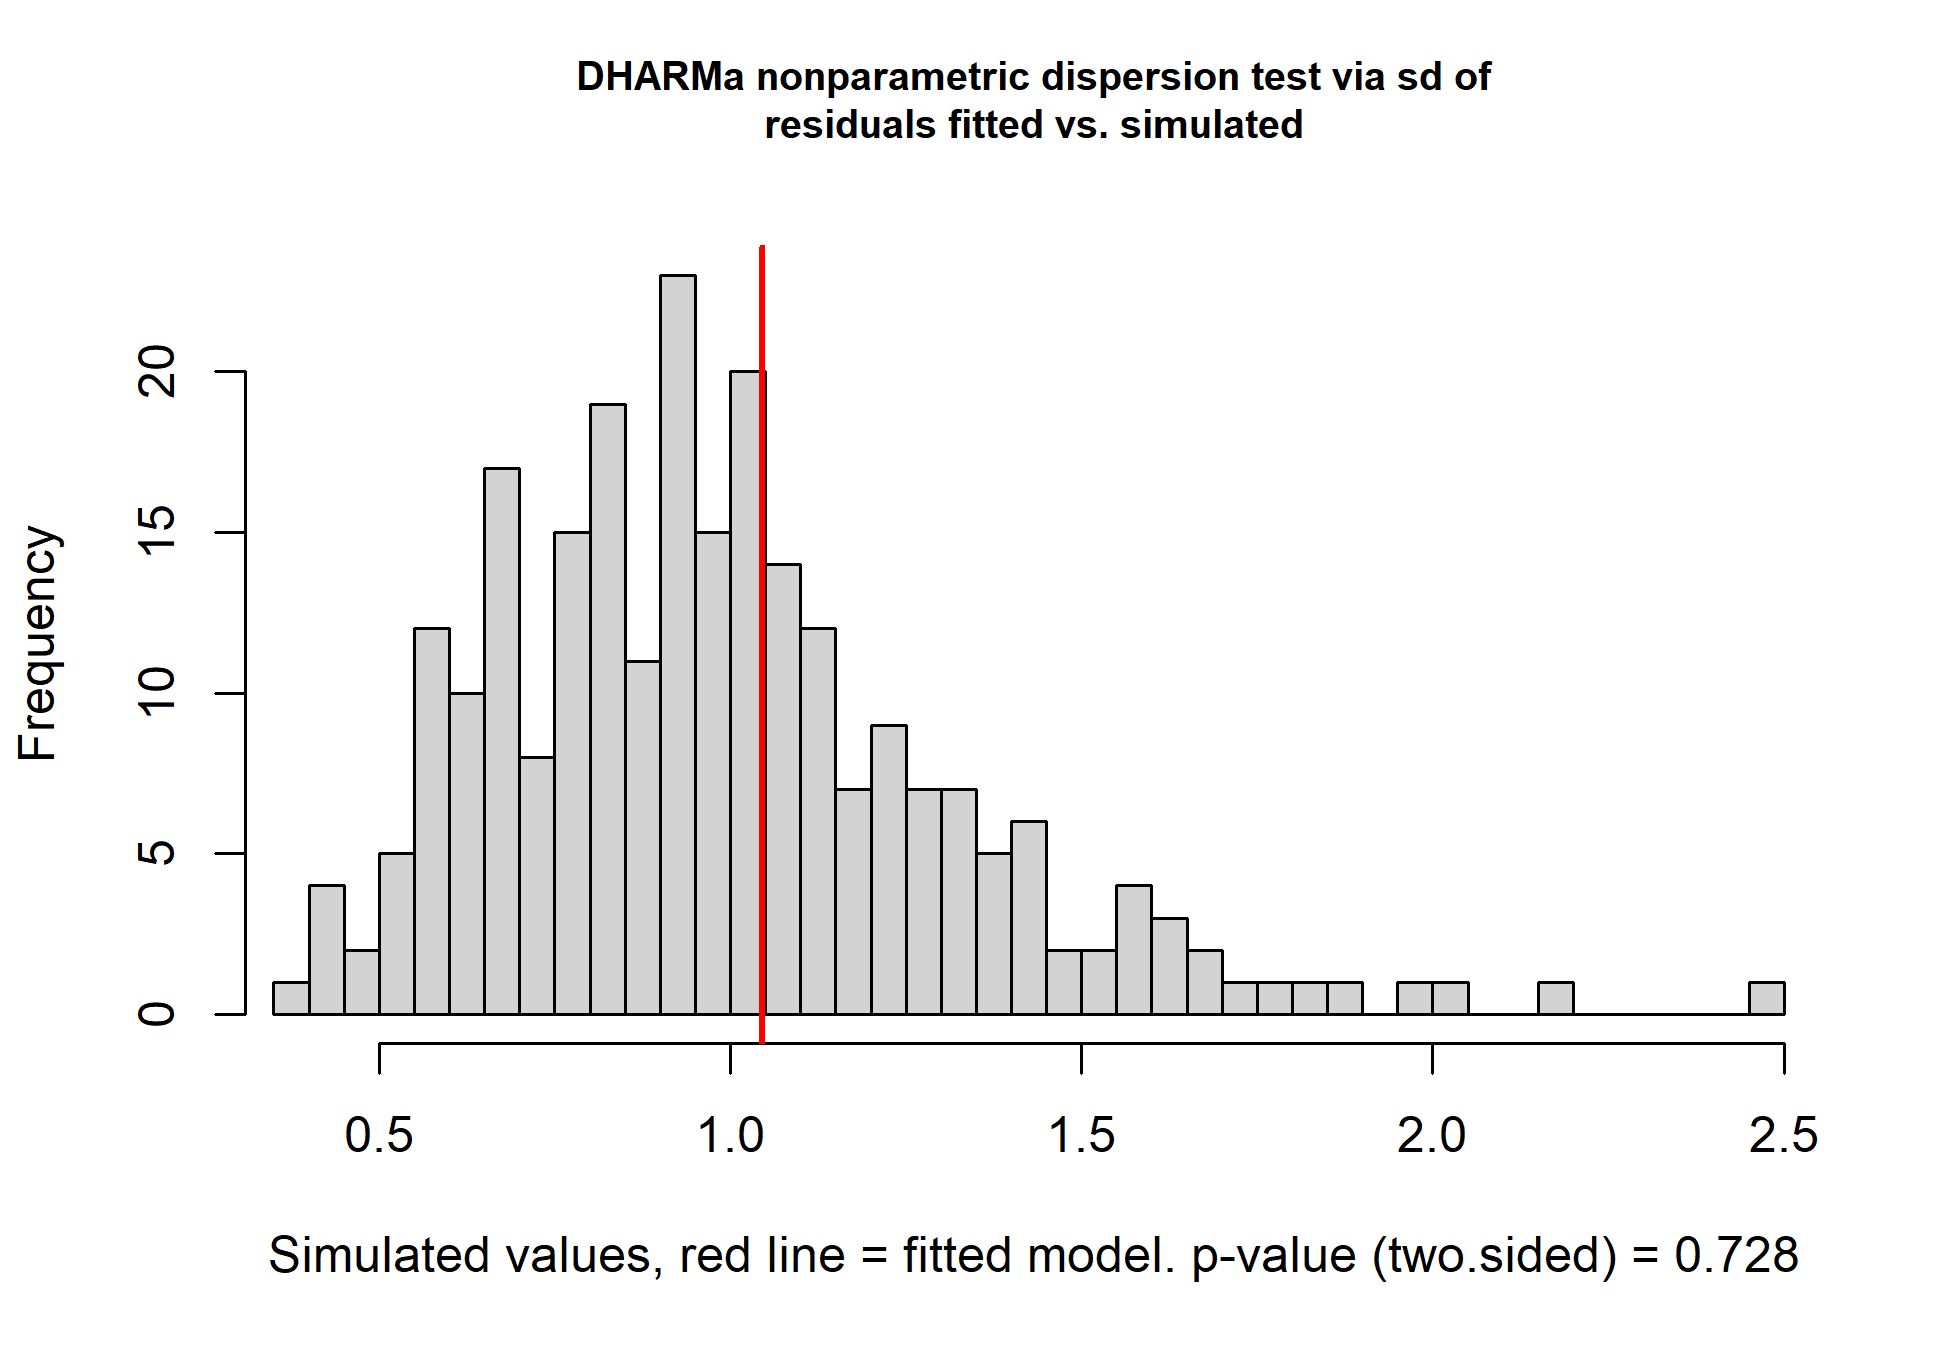 DHARMa nonparametric dispersion test via sd of
residuals fitted vs. simulated
Frequency
20
15
10
5
0
0.5 1.0 1.5 2.0 2.5
Simulated values, red line = fitted model. p-value (two.sided) = 0.728